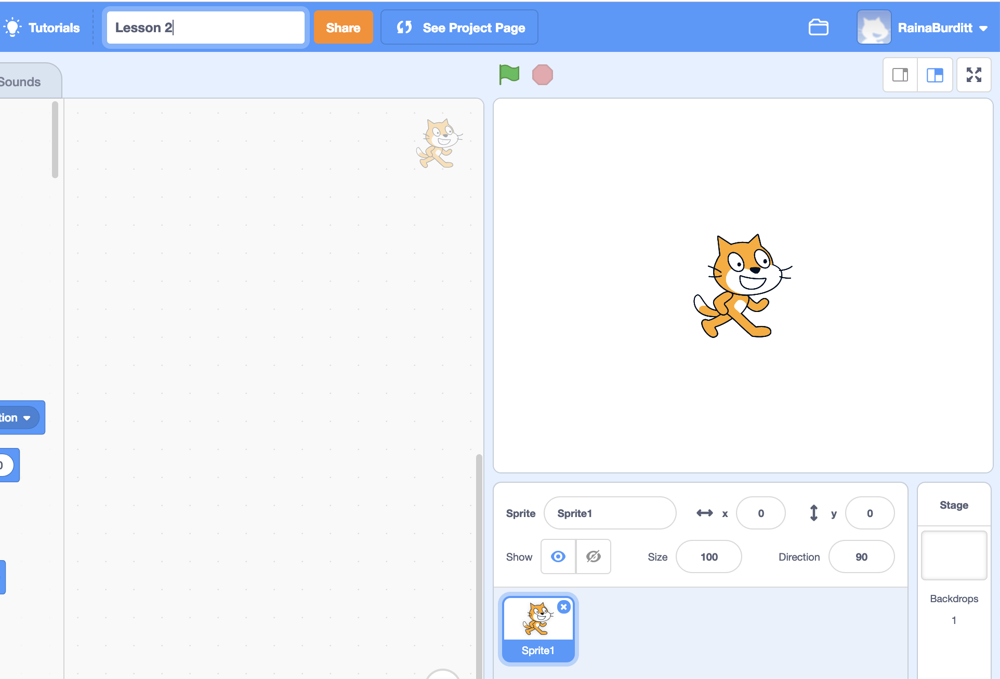 Tutorials
Lesson 2
Share
See Project Page
RainaBurditt
Sounds
tion
0
Sprite
Sprite1
x
0
y
0
Show
Size
100
Direction
90
Stage
Sprite1
Backdrops
1